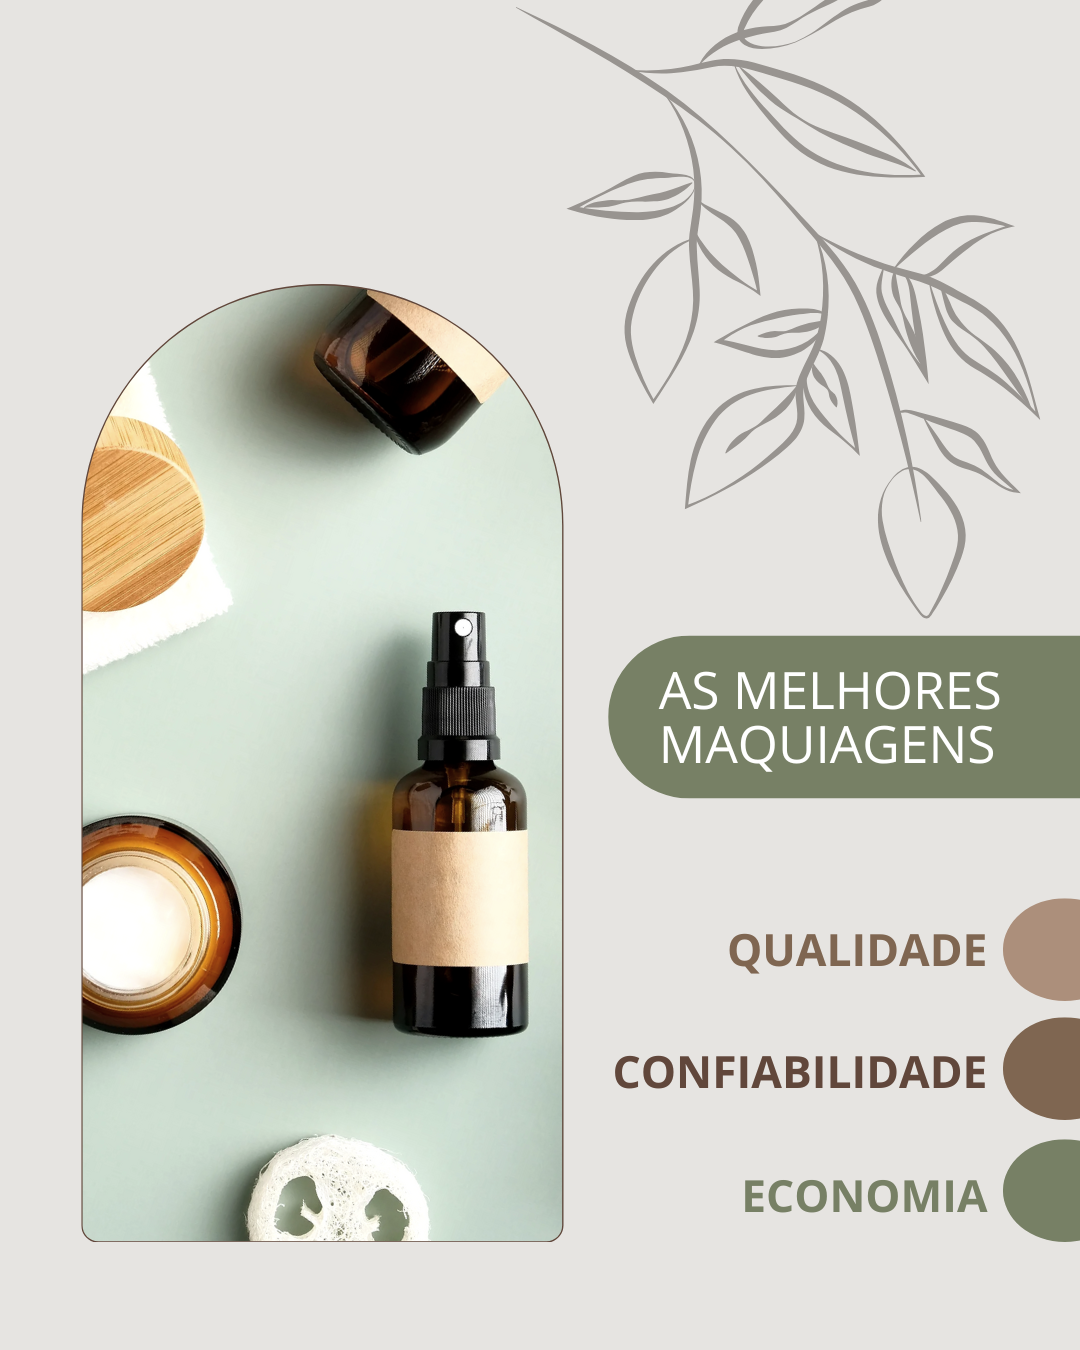 AS MELHORES
MAQUIAGENS
QUALIDADE
CONFIABILIDADE
ECONOMIA